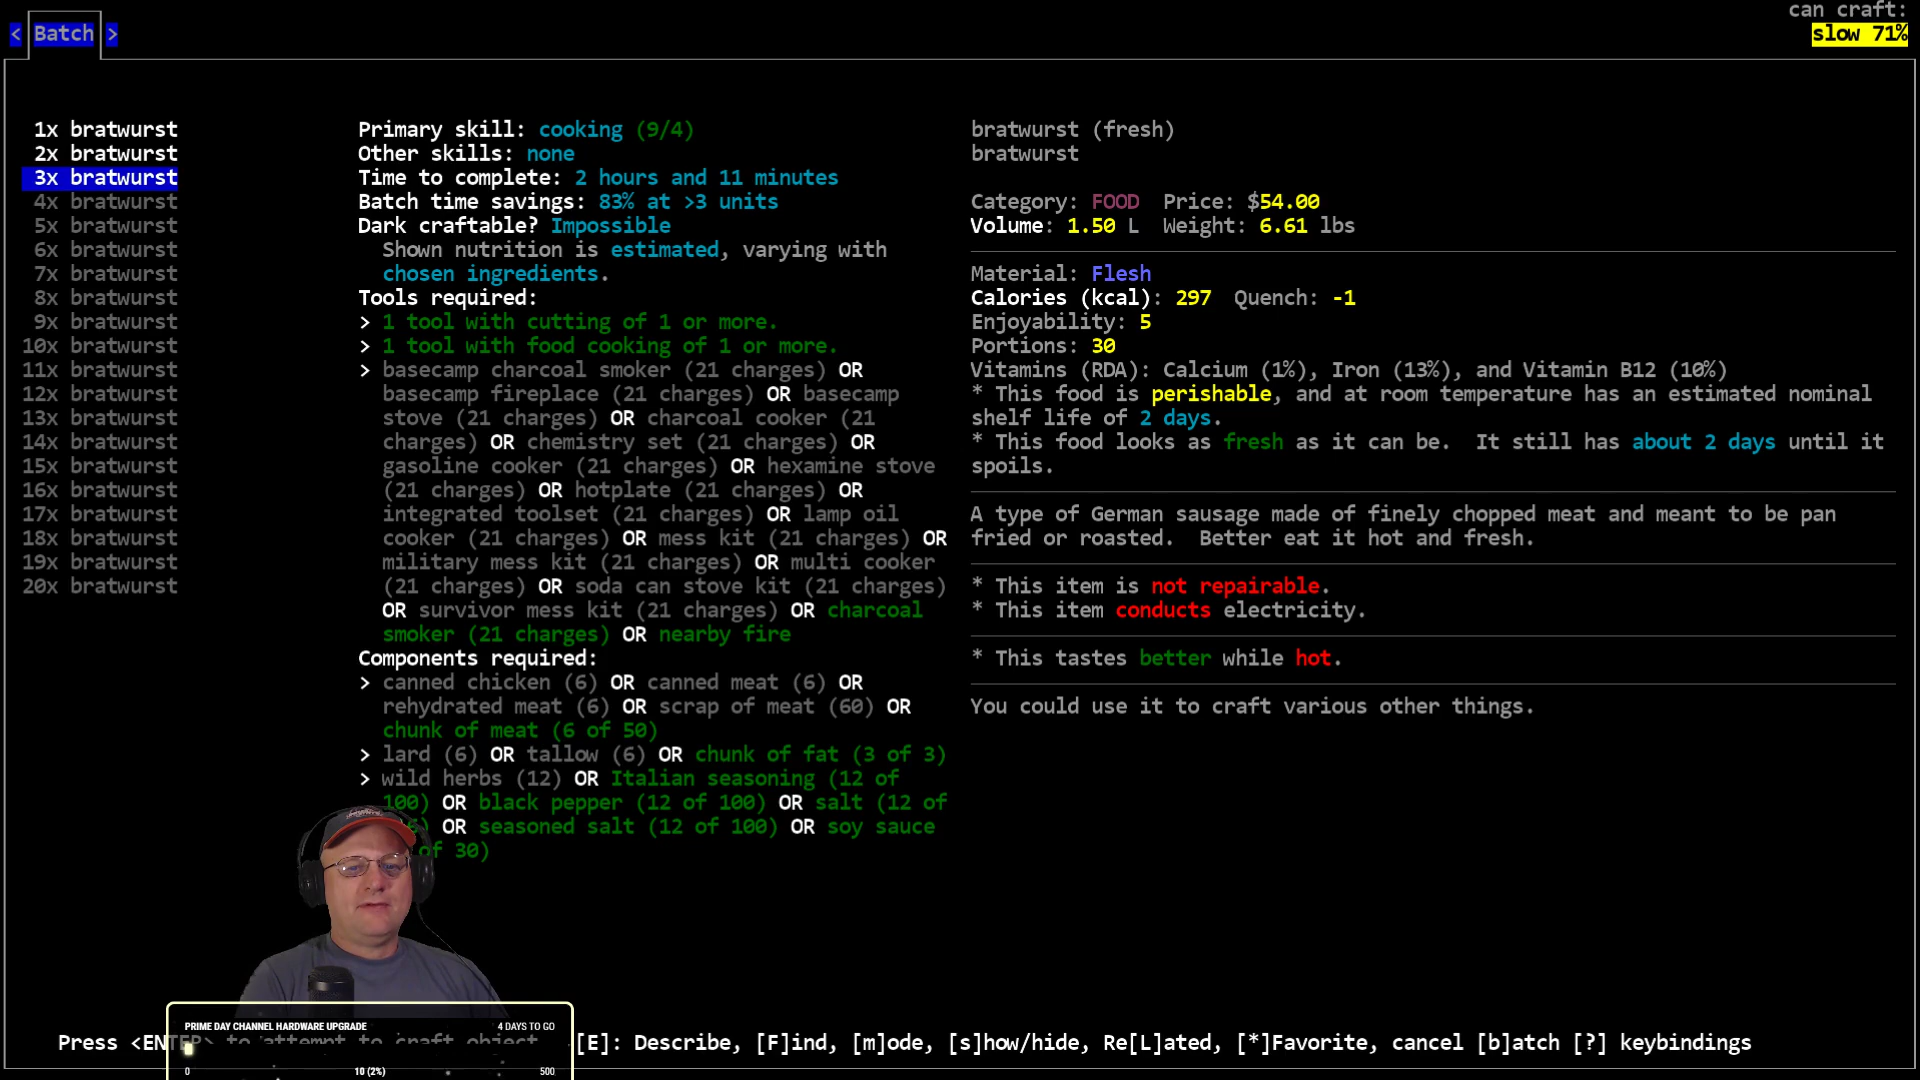 can craft:
< Batch >
slow 71%
1x bratwurst
2x bratwurst
3x bratwurst
4x bratwurst
5x bratwurst
6x bratwurst
7x bratwurst
8x bratwurst
9x bratwurst
10x bratwurst
11x bratwurst
12x bratwurst
13x bratwurst
14x bratwurst
15x bratwurst
16x bratwurst
17x bratwurst
18x bratwurst
19x bratwurst
20x bratwurst
Primary skill: cooking (9/4)
Other skills: none
Time to complete: 2 hours and 11 minutes
Batch time savings: 83% at >3 units
Dark craftable? Impossible
Shown nutrition is estimated, varying with
chosen ingredients.
Tools required:
> 1 tool with cutting of 1 or more.
> 1 tool with food cooking of 1 or more.
> basecamp charcoal smoker (21 charges) OR
basecamp fireplace (21 charges) OR basecamp
stove (21 charges) OR charcoal cooker (21
charges) OR chemistry set (21 charges) OR
gasoline cooker (21 charges) OR hexamine stove
(21 charges) OR hotplate (21 charges) OR
integrated toolset (21 charges) OR lamp oil
cooker (21 charges) OR mess kit (21 charges) OR
military mess kit (21 charges) OR multi cooker
(21 charges) OR soda can stove kit (21 charges)
OR survivor mess kit (21 charges) OR charcoal
smoker (21 charges) OR nearby fire
Components required:
> canned chicken (6) OR canned meat (6) OR
rehydrated meat (6) OR scrap of meat (60) OR
chunk of meat (6 of 50)
> lard (6) OR tallow (6) OR chunk of fat (3 of 3)
> wild herbs (12) OR Italian seasoning (12 of
100) OR black pepper (12 of 100) OR salt (12 of
) OR seasoned salt (12 of 100) OR soy sauce
of 30)
bratwurst (fresh)
bratwurst
Category: FOOD Price: $54.00
Volume: 1.50 L Weight: 6.61 lbs
Material: Flesh
Calories (kcal): 297 Quench: -1
Enjoyability: 5
Portions: 30
Vitamins (RDA): Calcium (1%), Iron (13%), and Vitamin B12 (10%)
* This food is perishable, and at room temperature has an estimated nominal
shelf life of 2 days.
* This food looks as fresh as it can be. It still has about 2 days until it
spoils.
A type of German sausage made of finely chopped meat and meant to be pan
fried or roasted. Better eat it hot and fresh.
* This item is not repairable.
* This item conducts electricity.
* This tastes better while hot.
You could use it to craft various other things.
PRIME DAY CHANNEL HARDWARE UPGRADE 4 DAYS TO GO
0 10 (2%) 500
Press <ENTER> to attempt to craft object. [E]: Describe, [F]ind, [m]ode, [s]how/hide, Re[L]ated, [*]Favorite, cancel [b]atch [?] keybindings